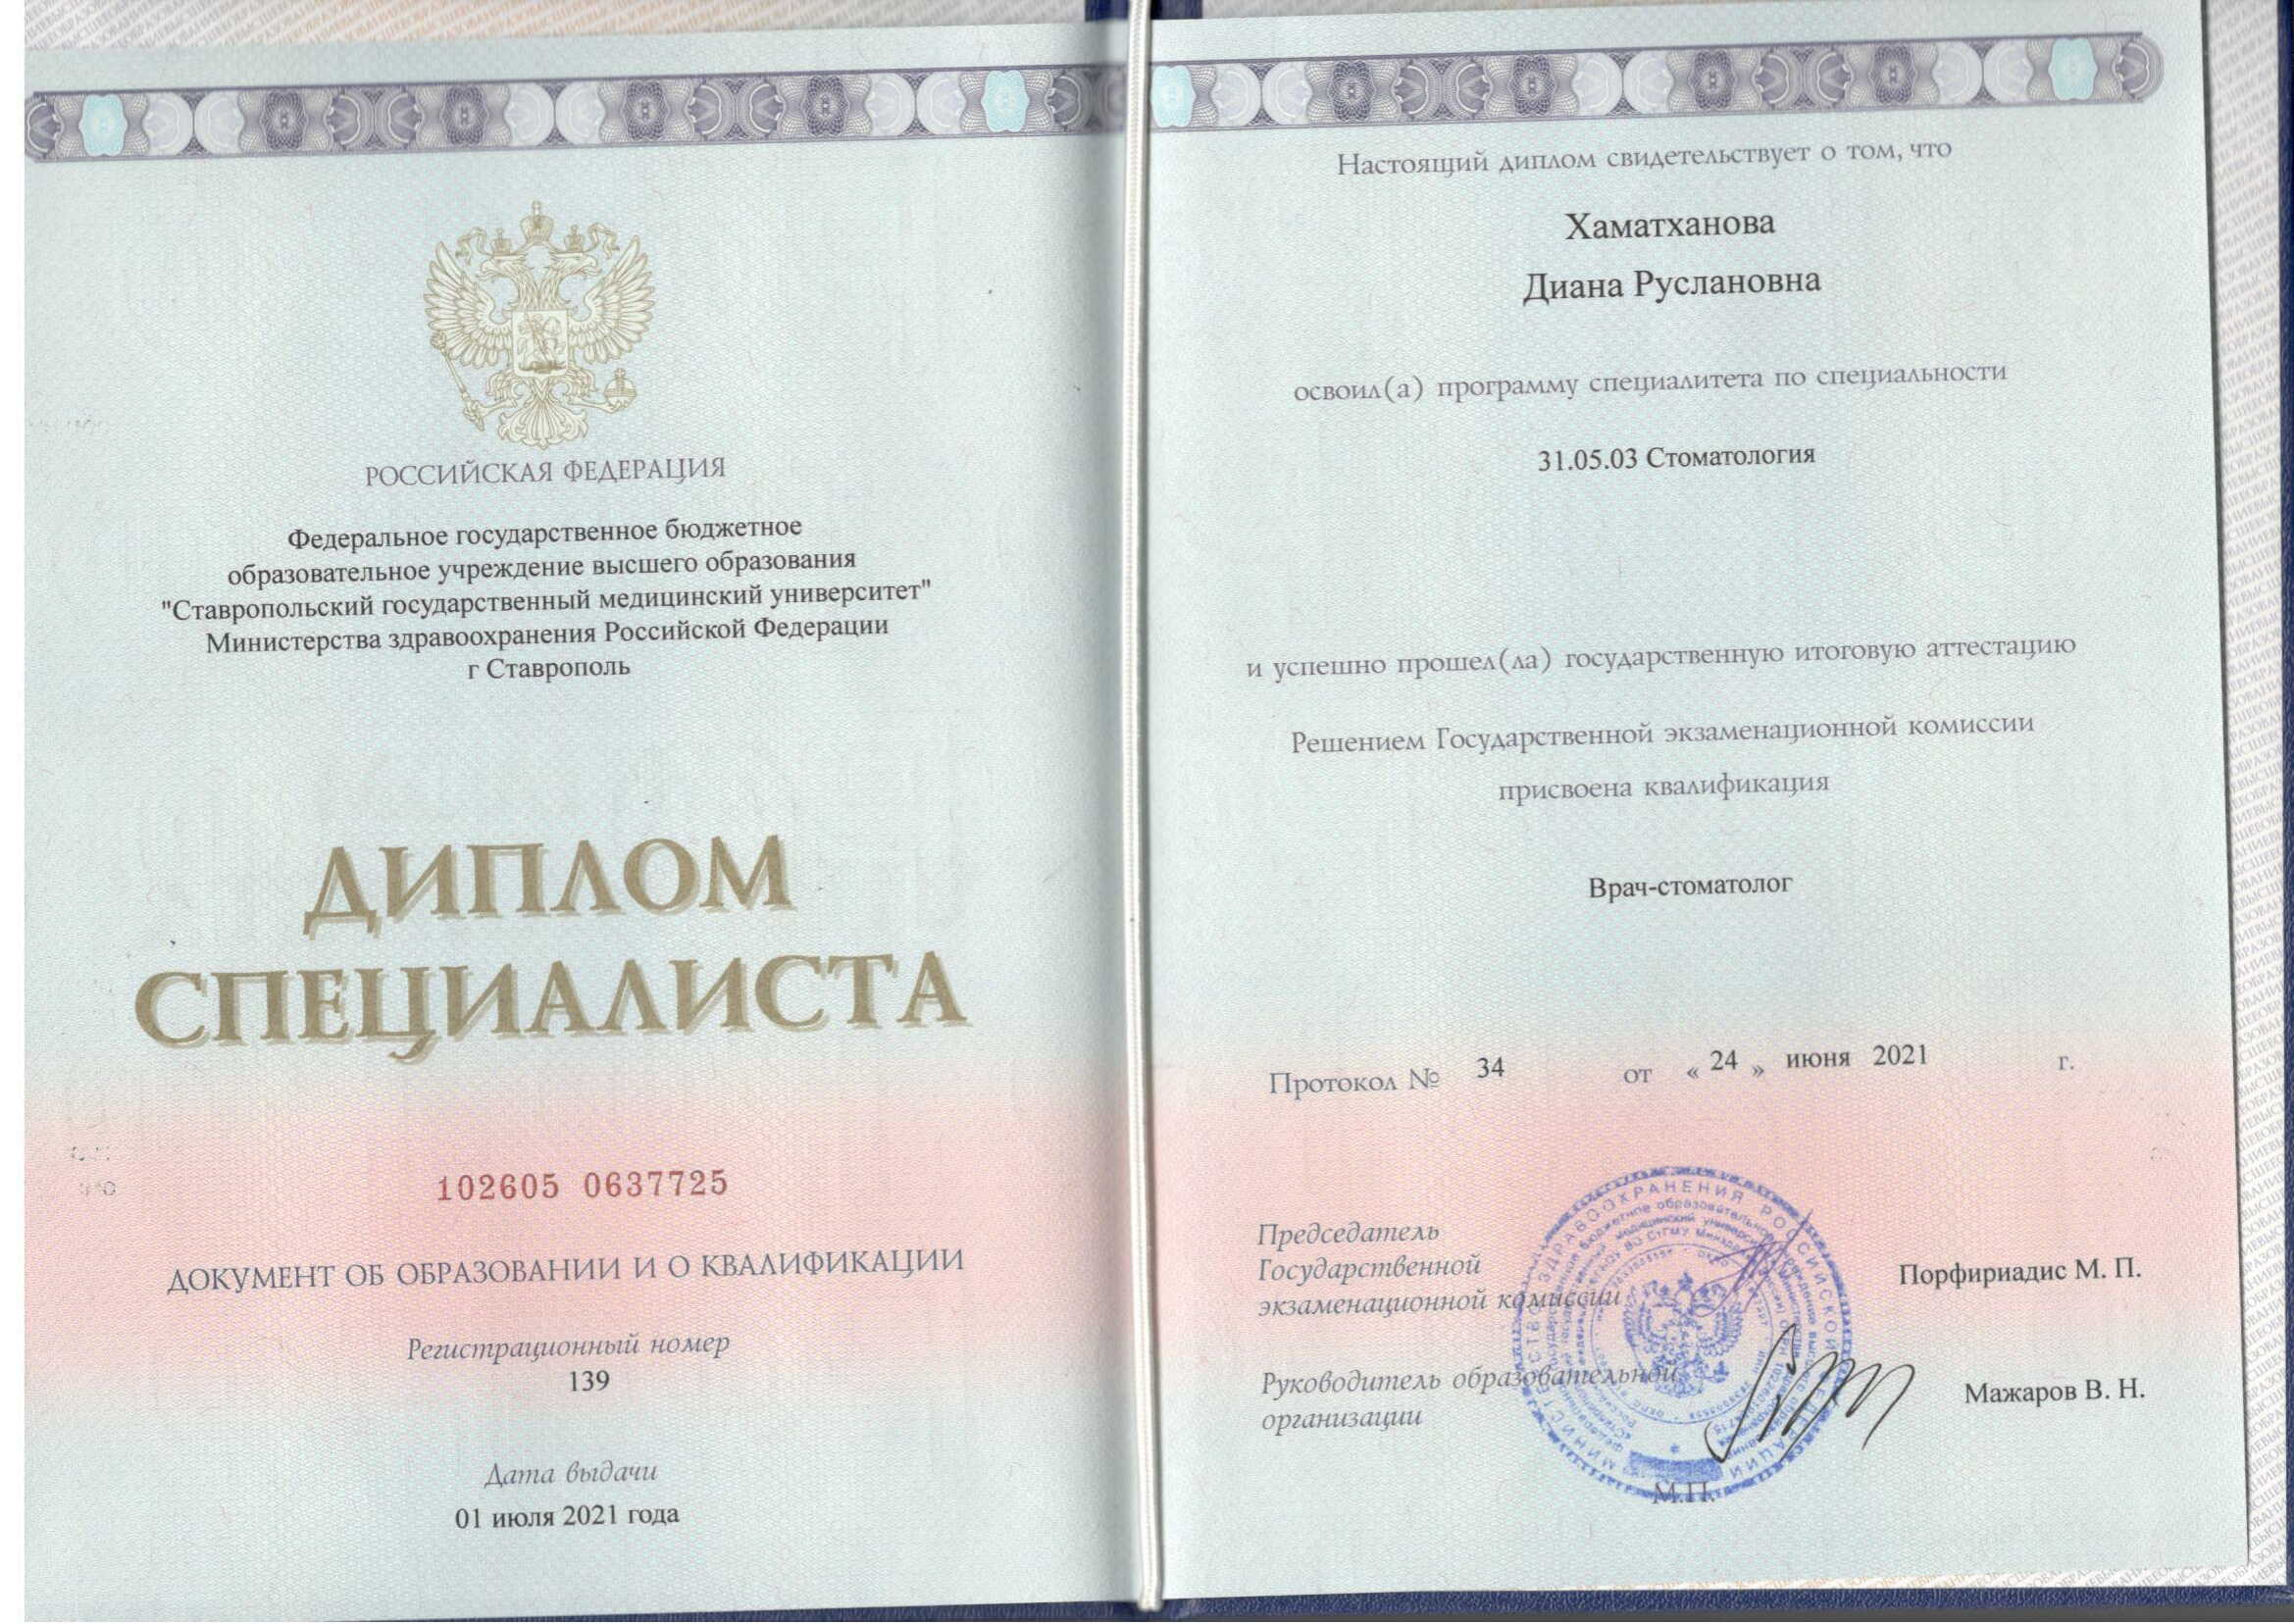 РОССИЙСКАЯ ФЕДЕРАЦИЯ
Федеральное государственное бюджетное
образовательное учреждение высшего образования
"Ставропольский государственный медицинский университет"
Министерства здравоохранения Российской Федерации
г Ставрополь
ДИПЛОМ
СПЕЦИАЛИСТА
102605 0637725
ДОКУМЕНТ ОБ ОБРАЗОВАНИИ И О КВАЛИФИКАЦИИ
Регистрационный номер
139
Дата выдачи
01 июля 2021 года
Настоящий диплом свидетельствует о том, что
Хаматханова
Диана Руслановна
освоил(а) программу специалитета по специальности
31.05.03 Стоматология
и успешно прошел(ла) государственную итоговую аттестацию
Решением Государственной экзаменационной комиссии
присвоена квалификация
Врач-стоматолог
Протокол № 34 от « 24 » июня 2021 г.
Председатель
Государственной
экзаменационной комиссии
Порфириадис М. П.
Руководитель образовательной
организации
Мажаров В. Н.
М.П.
МИНИСТЕРСТВО ЗДРАВООХРАНЕНИЯ РОССИЙСКОЙ ФЕДЕРАЦИИ